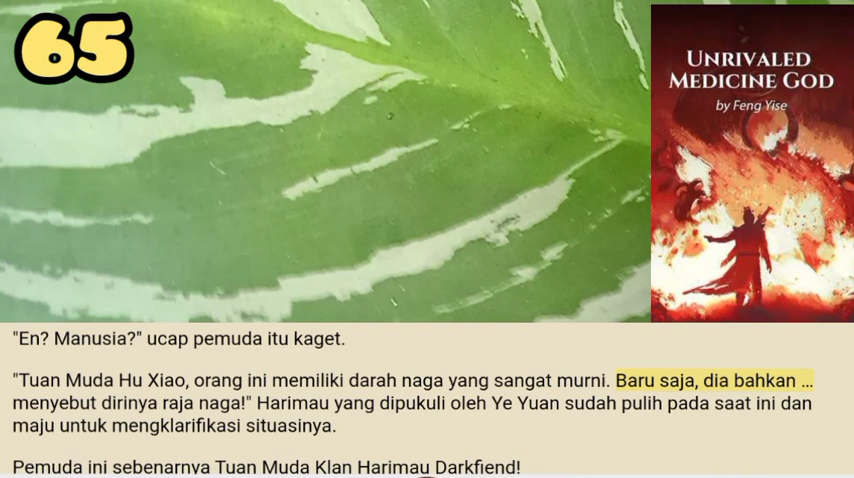 65
UNRIVALED
MEDICINE GOD
by Feng Yise
"En? Manusia?" ucap pemuda itu kaget.
"Tuan Muda Hu Xiao, orang ini memiliki darah naga yang sangat murni. Baru saja, dia bahkan ...
menyebut dirinya raja naga!" Harimau yang dipukuli oleh Ye Yuan sudah pulih pada saat ini dan
maju untuk mengklarifikasi situasinya.
Pemuda ini sebenarnya Tuan Muda Klan Harimau Darkfiend!